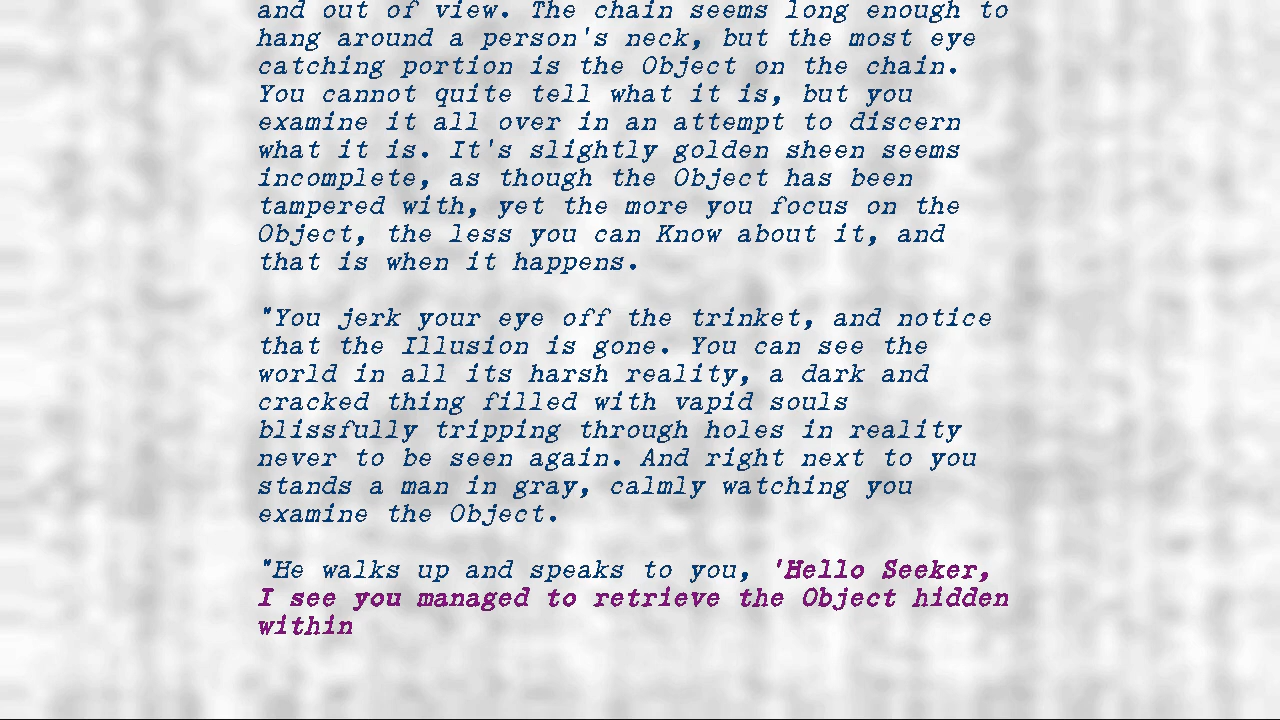 and out of view. The chain seems long enough to
hang around a person's neck, but the most eye
catching portion is the Object on the chain.
You cannot quite tell what it is, but you
examine it all over in an attempt to discern
what it is. It's slightly golden sheen seems
incomplete, as though the Object has been
tampered with, yet the more you focus on the
Object, the less you can Know about it, and
that is when it happens.
"You jerk your eye off the trinket, and notice
that the Illusion is gone. You can see the
world in all its harsh reality, a dark and
cracked thing filled with vapid souls
blissfully tripping through holes in reality
never to be seen again. And right next to you
stands a man in gray, calmly watching you
examine the Object.
"He walks up and speaks to you, 'Hello Seeker,
I see you managed to retrieve the Object hidden
within